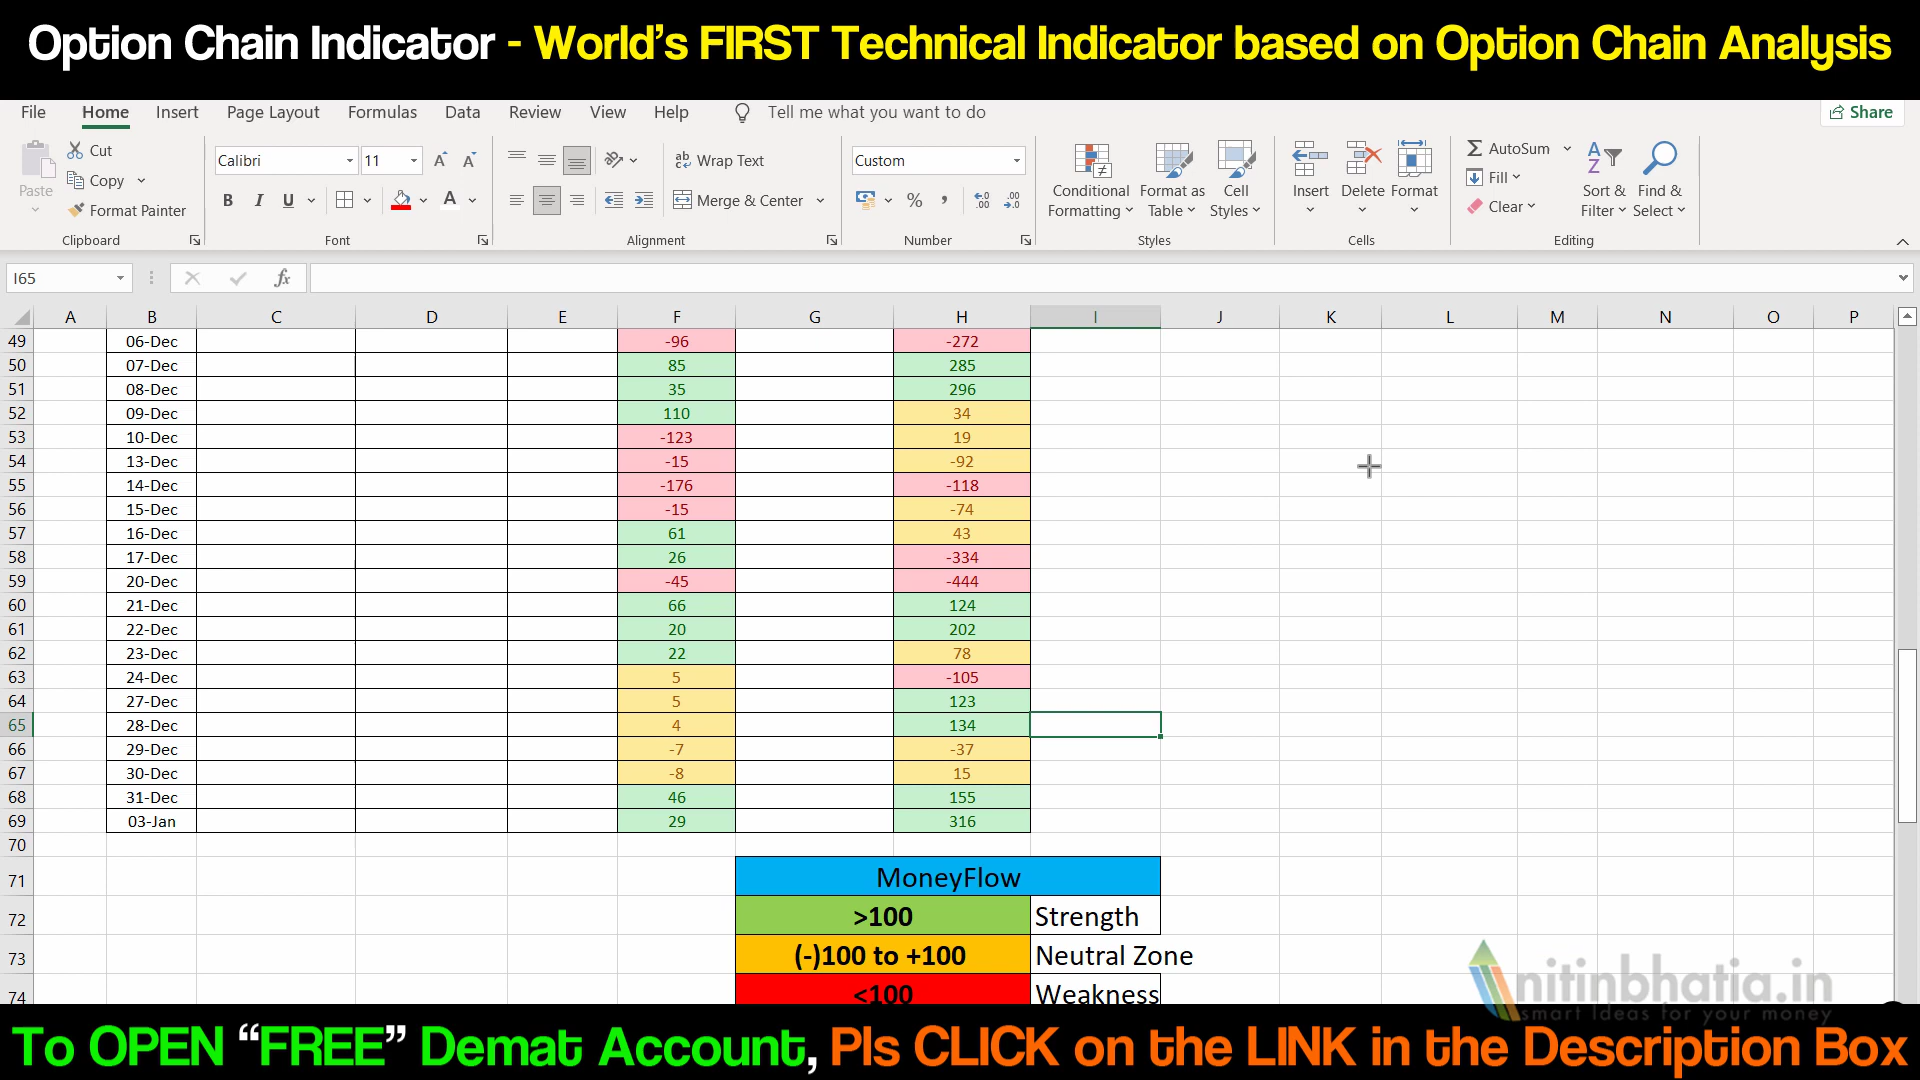 Option Chain Indicator - World's FIRST Technical Indicator based on Option Chain Analysis
File Home Insert Page Layout Formulas Data Review View Help Tell me what you want to do Share
Paste Cut Copy Format Painter Clipboard
Calibri 11 B I U A Font
Wrap Text Merge & Center Alignment
Custom % , Number
Conditional Formatting Format as Table Cell Styles Styles
Insert Delete Format Cells
AutoSum Fill Clear Sort & Filter Find & Select Editing
I65 fx
A B C D E F G H I J K L M N O P
49 06-Dec -96 -272
50 07-Dec 85 285
51 08-Dec 35 296
52 09-Dec 110 34
53 10-Dec -123 19
54 13-Dec -15 -92
55 14-Dec -176 -118
56 15-Dec -15 -74
57 16-Dec 61 43
58 17-Dec 26 -334
59 20-Dec -45 -444
60 21-Dec 66 124
61 22-Dec 20 202
62 23-Dec 22 78
63 24-Dec 5 -105
64 27-Dec 5 123
65 28-Dec 4 134
66 29-Dec -7 -37
67 30-Dec -8 15
68 31-Dec 46 155
69 03-Jan 29 316
70
71 MoneyFlow
72 >100 Strength
73 (-)100 to +100 Neutral Zone
74 <100 Weakness
nitinbhatia.in
smart Ideas for your money
To OPEN "FREE" Demat Account, Pls CLICK on the LINK in the Description Box